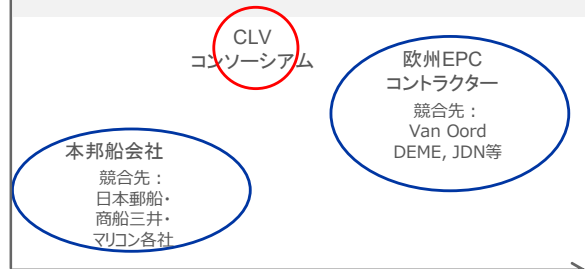 CLV
コンソーシアム
欧州EPC
コントラクター
競合先：
Van Oord
DEME, JDN等
本邦船会社
競合先：
日本郵船・
商船三井・
マリコン各社